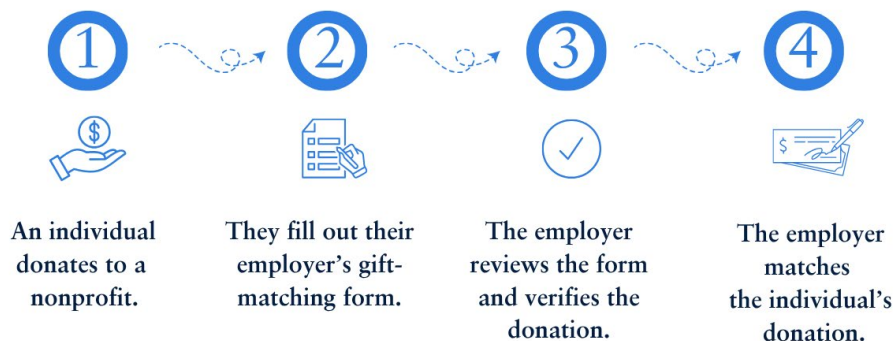 1
2
3
4
$
$
An individual
donates to a
nonprofit.
They fill out their
employer’s gift-
matching form.
The employer
reviews the form
and verifies the
donation.
The employer
matches
the individual’s
donation.